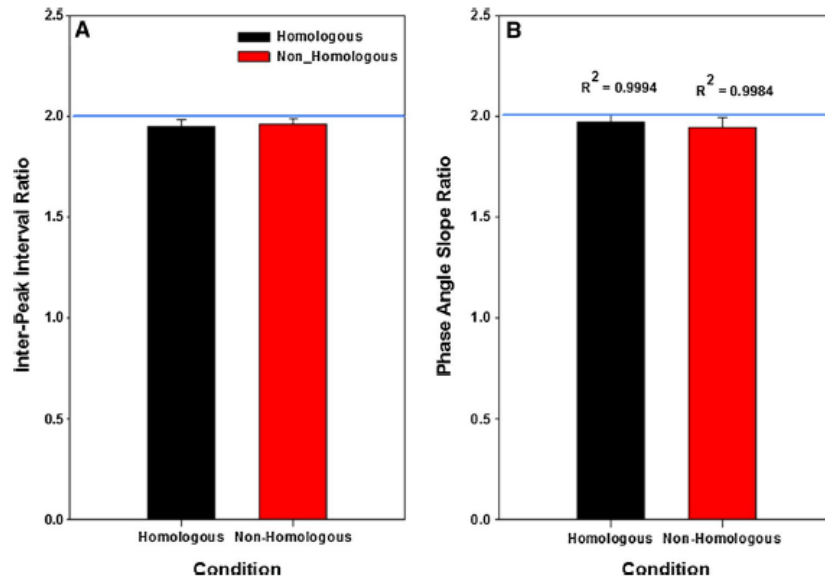 A
Homologous
Non_Homologous
2.5
2.0
1.5
1.0
0.5
0.0
Inter-Peak Interval Ratio
Homologous Non-Homologous
Condition
B
R² = 0.9994 R² = 0.9984
2.5
2.0
1.5
1.0
0.5
0.0
Phase Angle Slope Ratio
Homologous Non-Homologous
Condition